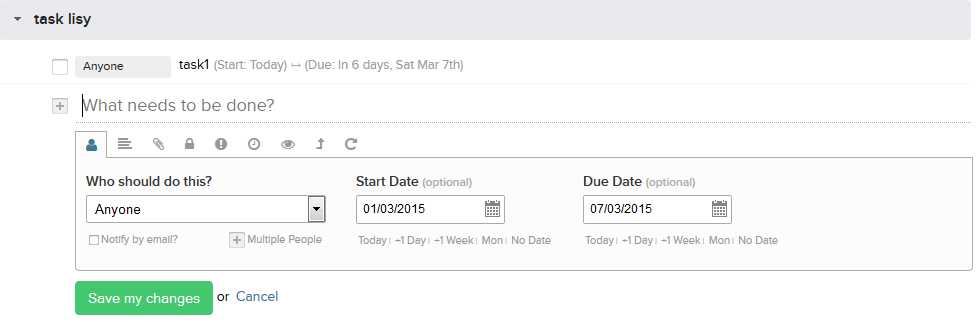 task lisy
Anyone task1 (Start: Today) ↦ (Due: In 6 days, Sat Mar 7th)
What needs to be done?
Who should do this? Start Date (optional) Due Date (optional)
Anyone 01/03/2015 07/03/2015
Notify by email? Multiple People Today | +1 Day | +1 Week | Mon | No Date Today | +1 Day | +1 Week | Mon | No Date
Save my changes or Cancel